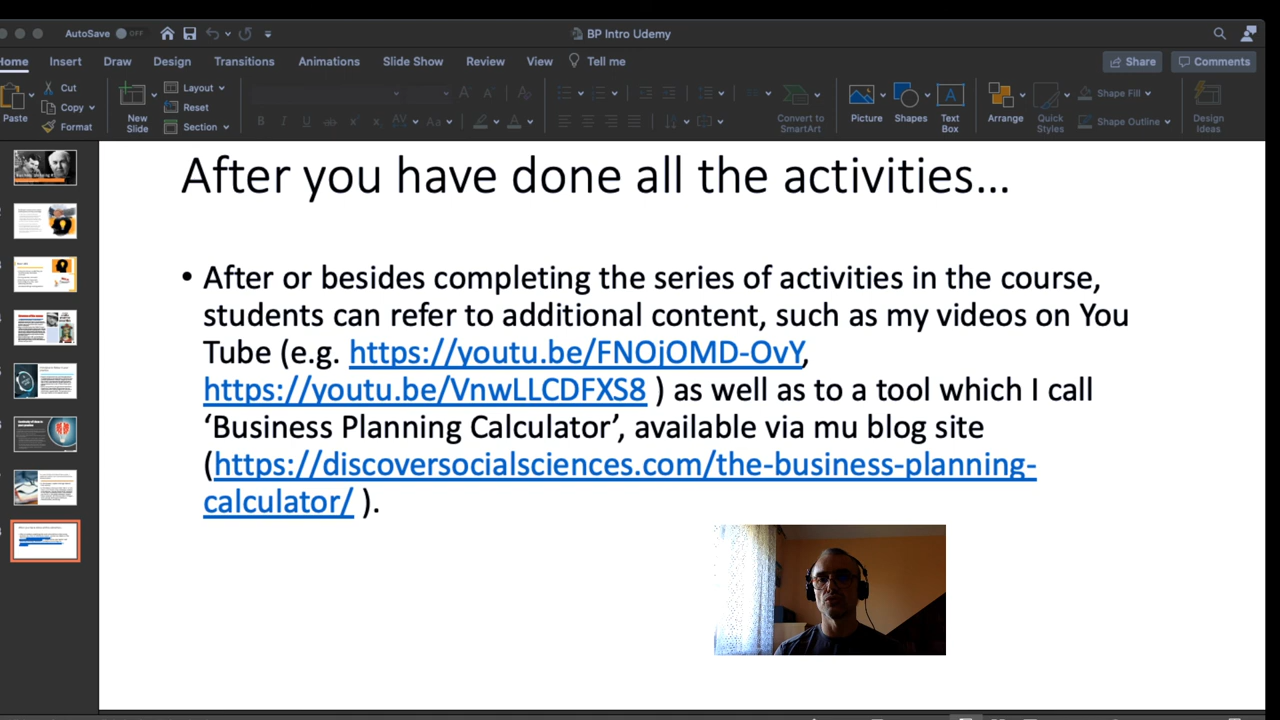 AutoSave OFF
BP Intro Udemy
Home Insert Draw Design Transitions Animations Slide Show Review View Tell me Share Comments
Paste Cut Copy Format New Slide Layout Reset Section Convert to SmartArt Picture Shapes Text Box Arrange Quick Styles Shape Fill Shape Outline Design Ideas
After you have done all the activities...
• After or besides completing the series of activities in the course,
students can refer to additional content, such as my videos on You
Tube (e.g. https://youtu.be/FNOjOMD-OvY,
https://youtu.be/VnwLLCDFXS8 ) as well as to a tool which I call
‘Business Planning Calculator’, available via mu blog site
(https://discoversocialsciences.com/the-business-planning-
calculator/ ).